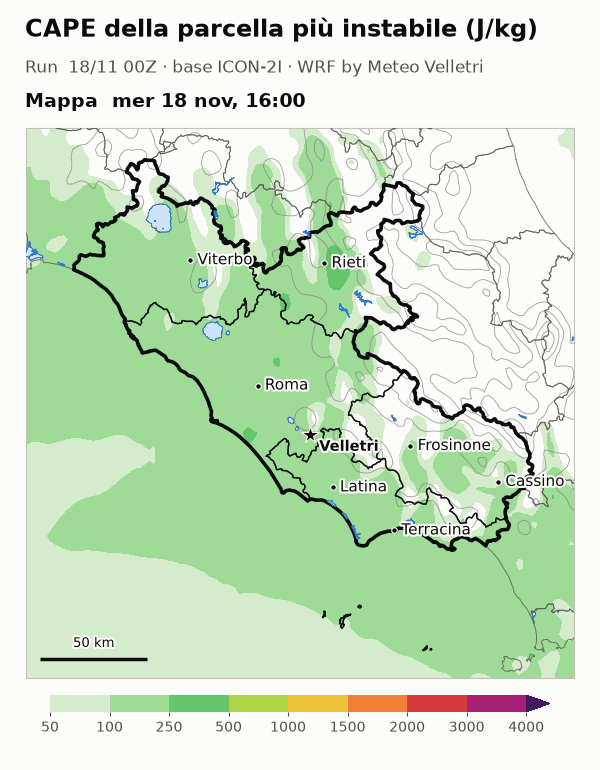 CAPE della parcella più instabile (J/kg)
Run  18/11 00Z · base ICON-2I · WRF by Meteo Velletri
Mappa  mer 18 nov, 16:00
Viterbo
Rieti
Roma
Velletri
Frosinone
Cassino
Latina
Terracina
50 km
50 100 250 500 1000 1500 2000 3000 4000